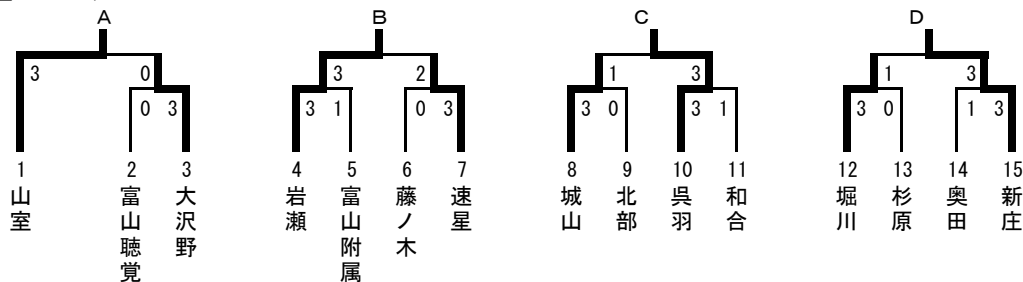 A B C D
3 0 3 2 1 3 1 3
0 3 3 1 0 3 3 0 3 1 3 0 1 3
1 2 3 4 5 6 7 8 9 10 11 12 13 14 15
山室
富山聴覚
大沢野
岩瀬
富山附属
藤ノ木
速星
城山
北部
呉羽
和合
堀川
杉原
奥田
新庄